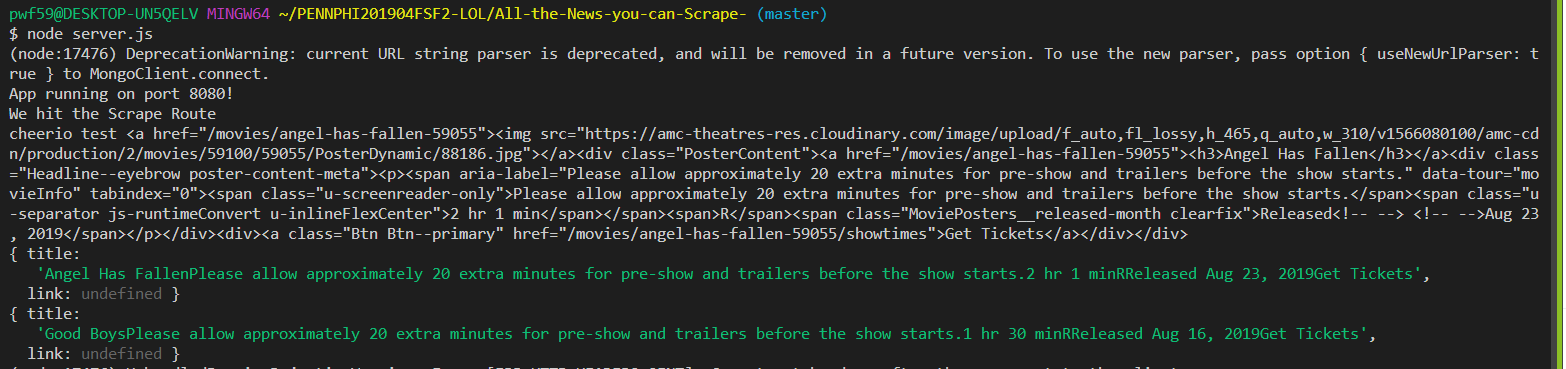 pwf59@DESKTOP-UN5QELV MINGW64 ~/PENNPHI201904FSF2-LOL/All-the-News-you-can-Scrape- (master)
$ node server.js
(node:17476) DeprecationWarning: current URL string parser is deprecated, and will be removed in a future version. To use the new parser, pass option { useNewUrlParser: t
rue } to MongoClient.connect.
App running on port 8080!
We hit the Scrape Route
cheerio test <a href="/movies/angel-has-fallen-59055"><img src="https://amc-theatres-res.cloudinary.com/image/upload/f_auto,fl_lossy,h_465,q_auto,w_310/v1566080100/amc-cd
n/production/2/movies/59100/59055/PosterDynamic/88186.jpg"></a><div class="PosterContent"><a href="/movies/angel-has-fallen-59055"><h3>Angel Has Fallen</h3></a><div class
="Headline--eyebrow poster-content-meta"><p><span aria-label="Please allow approximately 20 extra minutes for pre-show and trailers before the show starts." data-tour="mo
vieInfo" tabindex="0"><span class="u-screenreader-only">Please allow approximately 20 extra minutes for pre-show and trailers before the show starts.</span><span class="u
-separator js-runtimeConvert u-inlineFlexCenter">2 hr 1 min</span></span><span>R</span><span class="MoviePosters__released-month clearfix">Released<!-- --> <!-- -->Aug 23
, 2019</span></p></div><div><a class="Btn Btn--primary" href="/movies/angel-has-fallen-59055/showtimes">Get Tickets</a></div></div>
{ title:
'Angel Has FallenPlease allow approximately 20 extra minutes for pre-show and trailers before the show starts.2 hr 1 minRReleased Aug 23, 2019Get Tickets',
link: undefined }
{ title:
'Good BoysPlease allow approximately 20 extra minutes for pre-show and trailers before the show starts.1 hr 30 minRReleased Aug 16, 2019Get Tickets',
link: undefined }